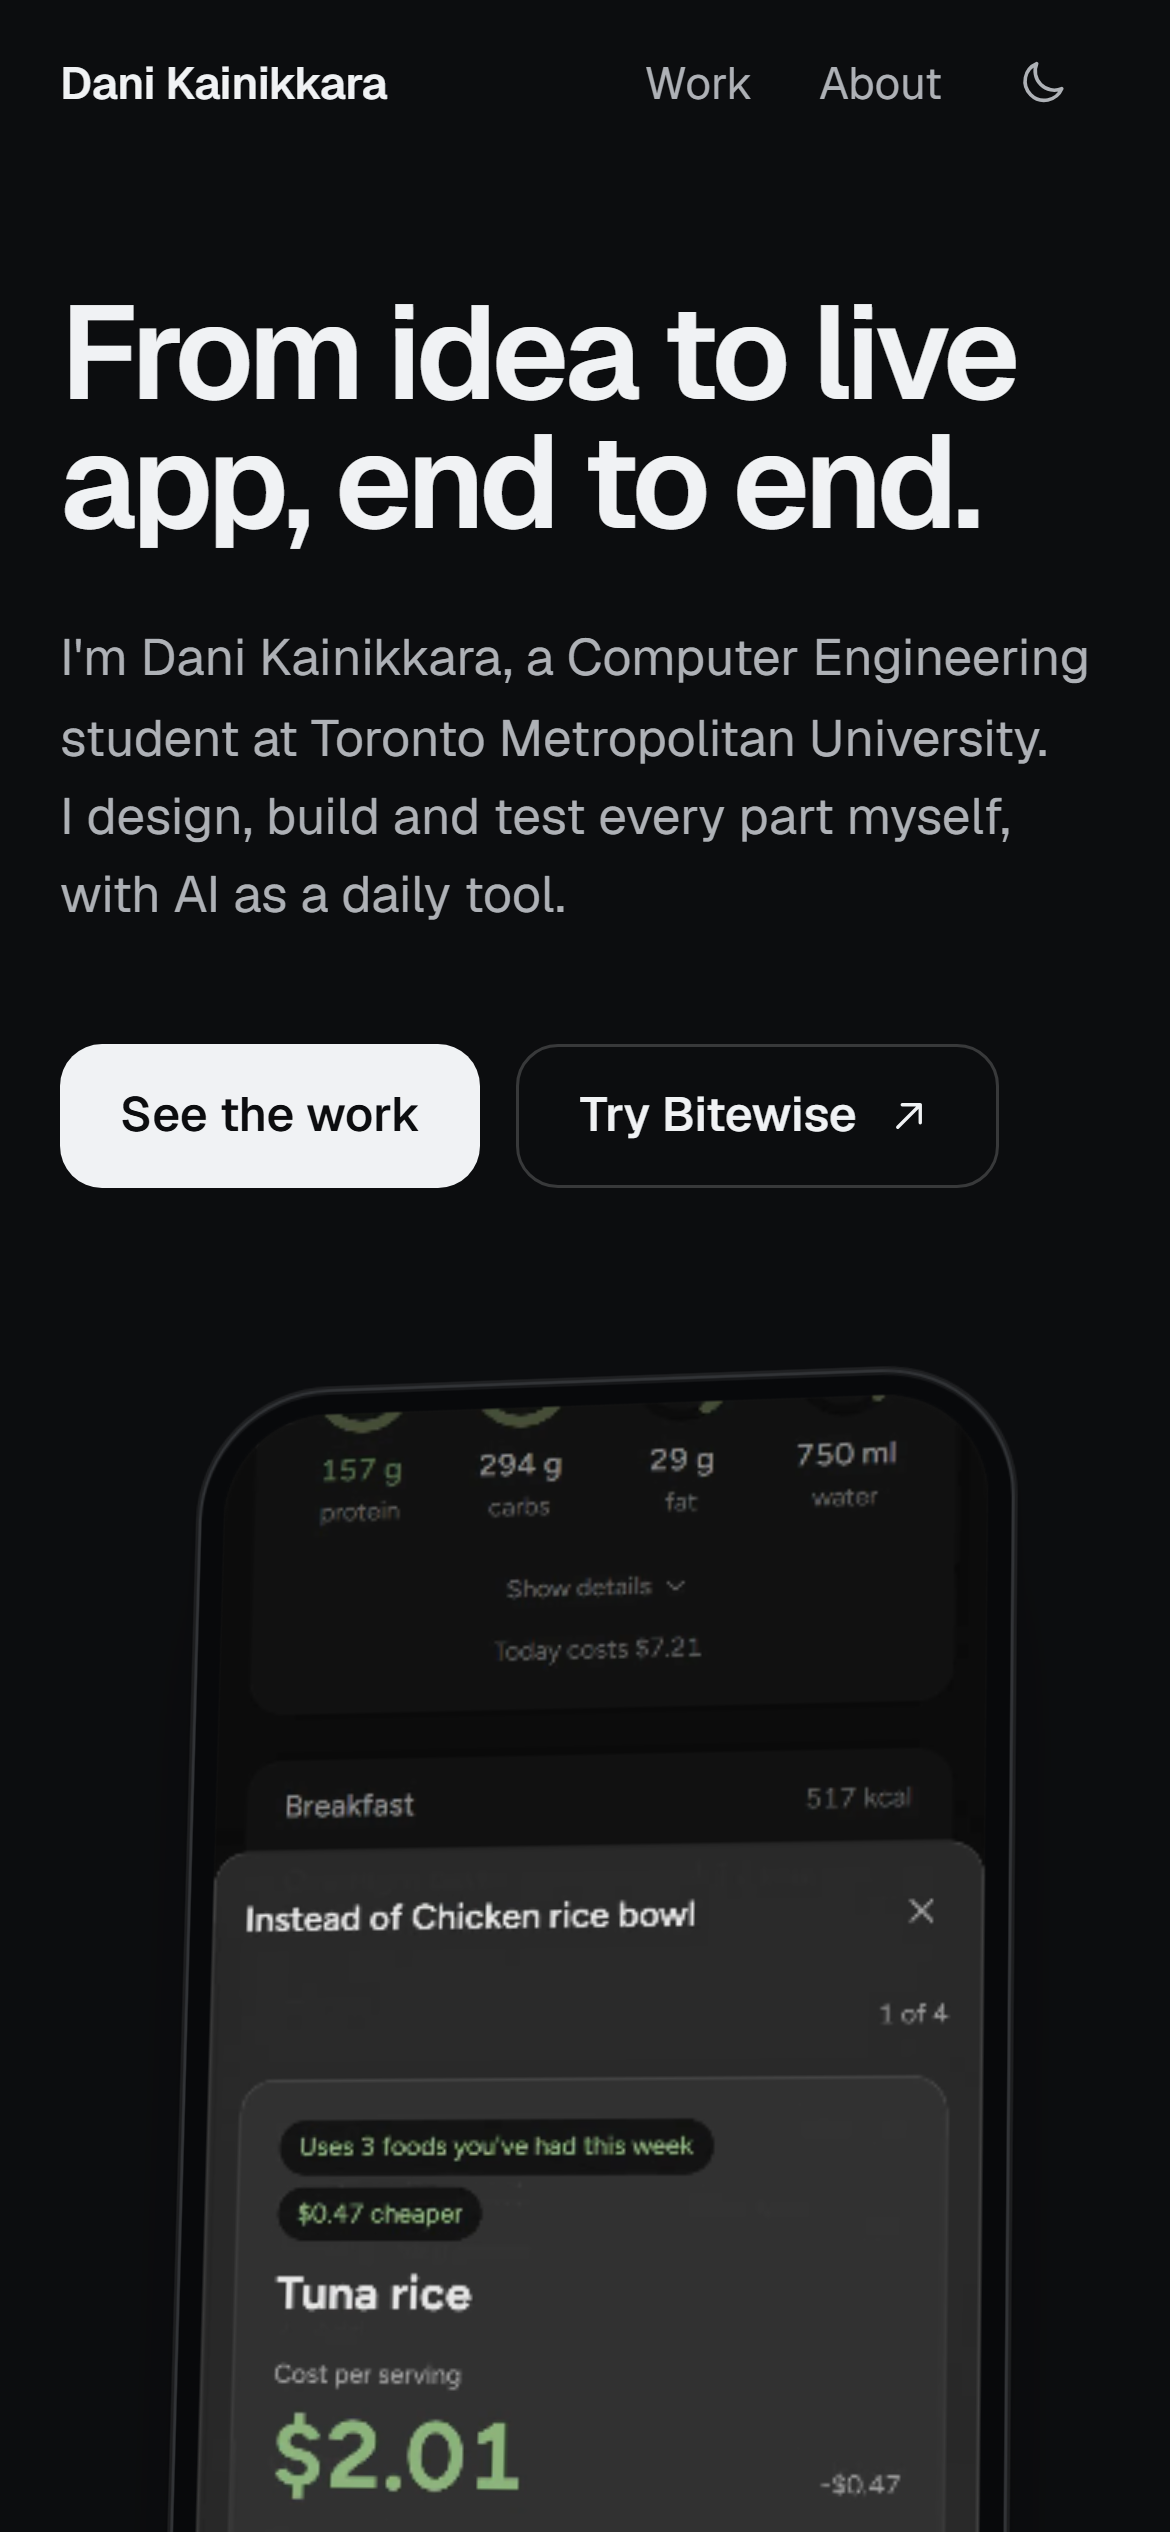 Dani Kainikkara
Work
About
From idea to live
app, end to end.
I'm Dani Kainikkara, a Computer Engineering
student at Toronto Metropolitan University.
I design, build and test every part myself,
with AI as a daily tool.
See the work
Try Bitewise
157 g
294 g
29 g
750 ml
protein
carbs
fat
water
Show details
Today costs $7.21
Breakfast
517 kcal
Instead of Chicken rice bowl
1 of 4
Uses 3 foods you've had this week
$0.47 cheaper
Tuna rice
Cost per serving
$2.01
-$0.47